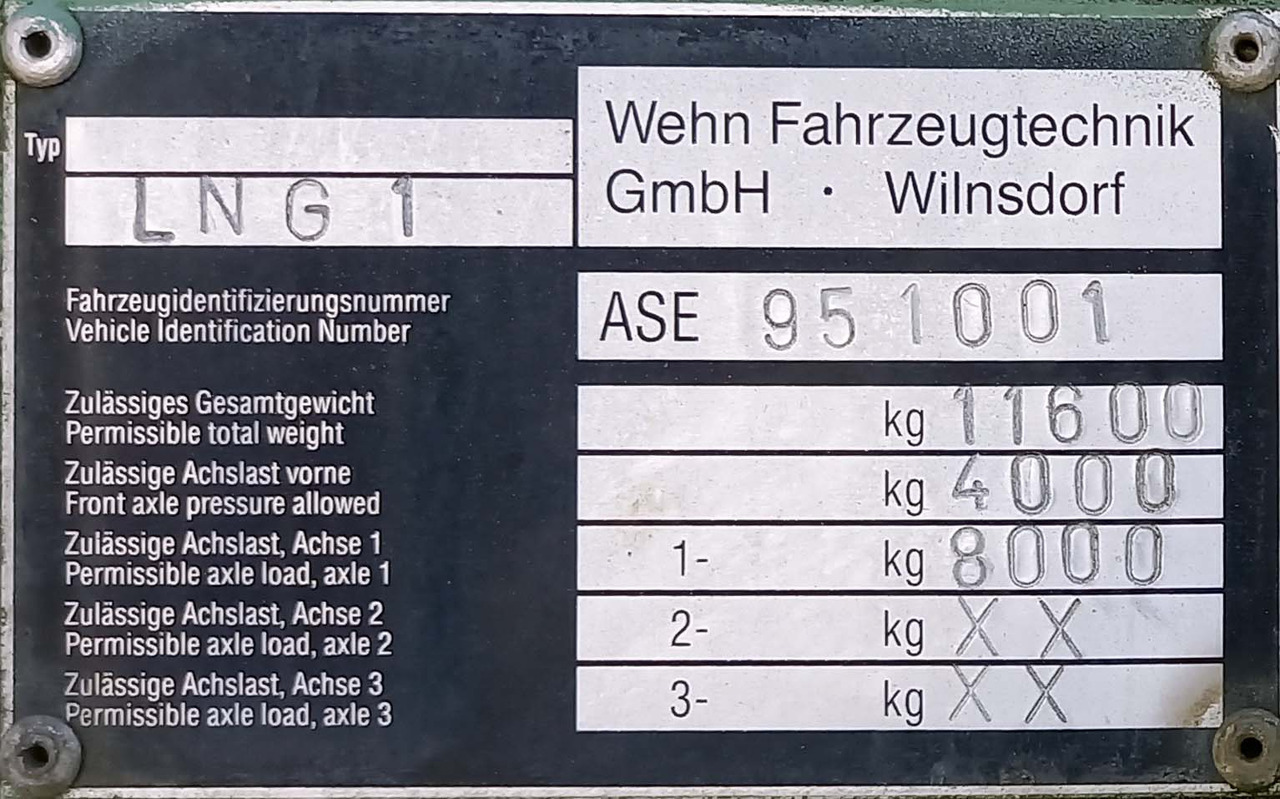 Wehn Fahrzeugtechnik
GmbH · Wilnsdorf
Typ
LNG1
Fahrzeugidentifizierungsnummer
Vehicle Identification Number
ASE 951001
Zulässiges Gesamtgewicht
Permissible total weight
kg 11600
Zulässige Achslast vorne
Front axle pressure allowed
kg 4000
Zulässige Achslast, Achse 1
Permissible axle load, axle 1
1- kg 8000
Zulässige Achslast, Achse 2
Permissible axle load, axle 2
2- kg XX
Zulässige Achslast, Achse 3
Permissible axle load, axle 3
3- kg XX